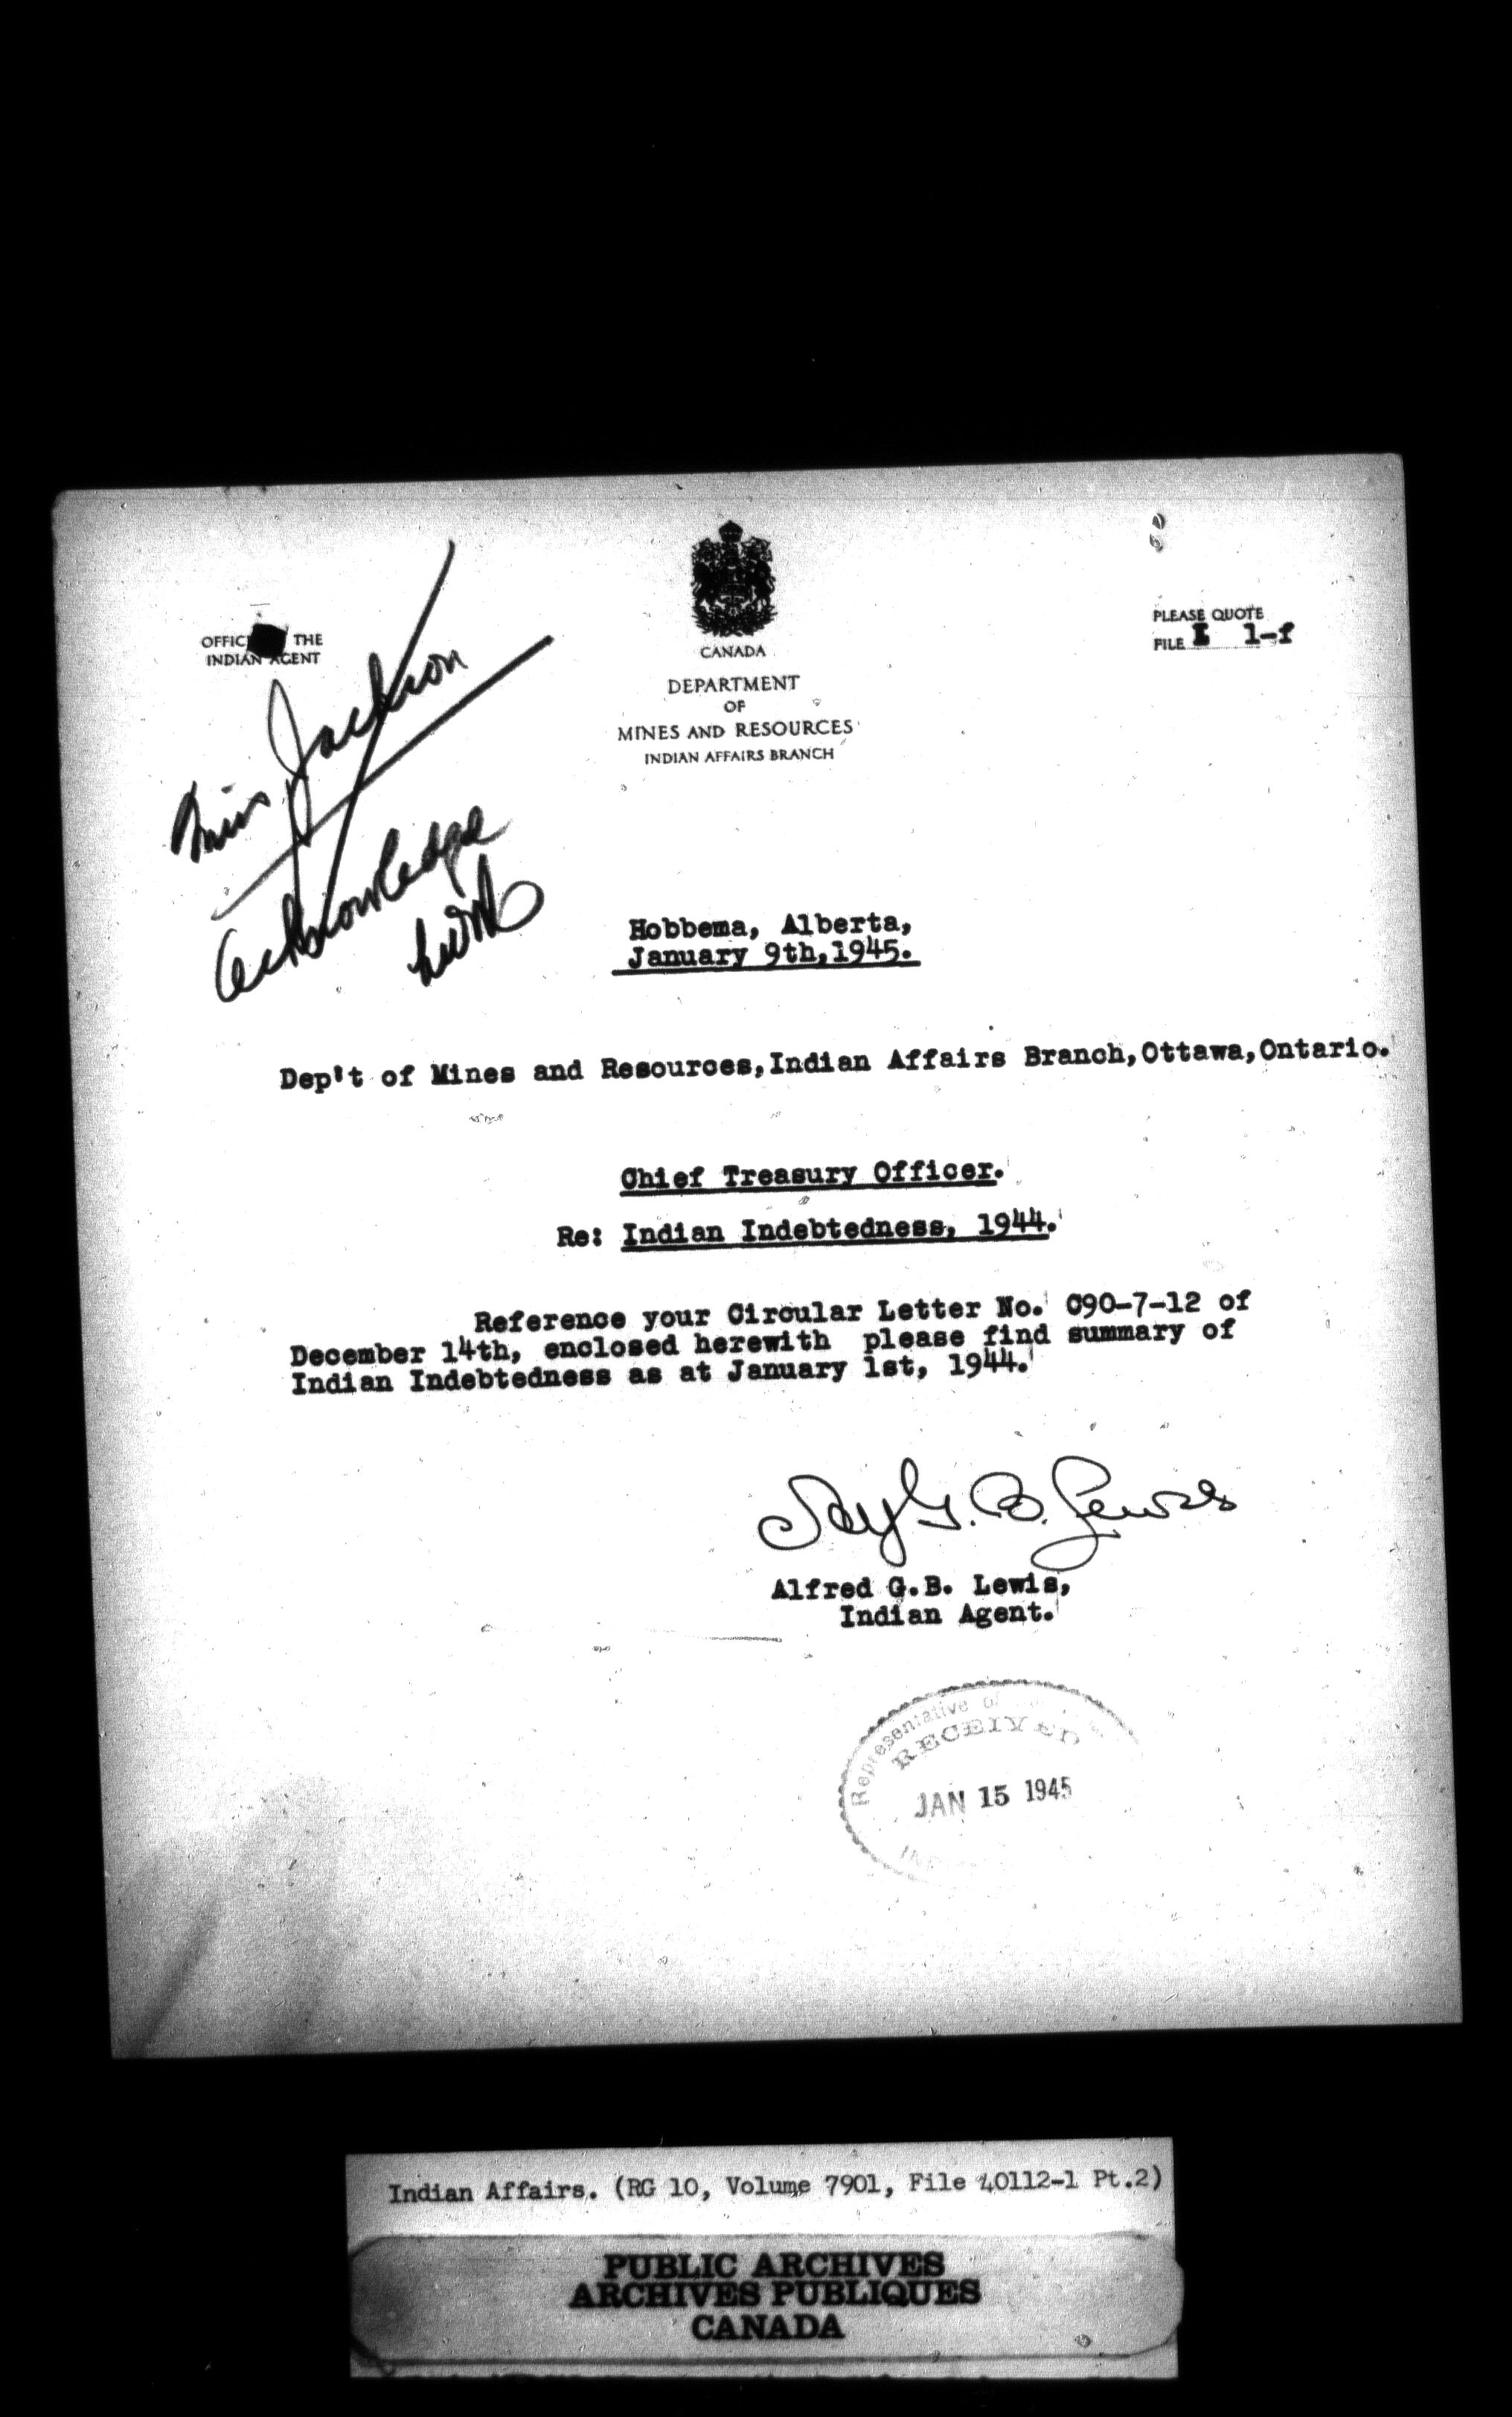 OFFIC THE
INDIAN AGENT
CANADA
DEPARTMENT
OF
MINES AND RESOURCES
INDIAN AFFAIRS BRANCH
PLEASE QUOTE
FILE I 1-f
Miss Jackson
Acknowledge
Hobbema, Alberta,
January 9th,1945.
Dep't of Mines and Resources,Indian Affairs Branch,Ottawa,Ontario.
Chief Treasury Officer.
Re: Indian Indebtedness, 1944.
Reference your Circular Letter No. 090-7-12 of
December 14th, enclosed herewith please find summary of
Indian Indebtedness as at January 1st, 1944.
G. B. Lewis
Alfred G.B. Lewis,
Indian Agent.
Representative of
RECEIVED
JAN 15 1945
Indian Affairs. (RG 10, Volume 7901, File 40112-1 Pt.2)
PUBLIC ARCHIVES
ARCHIVES PUBLIQUES
CANADA